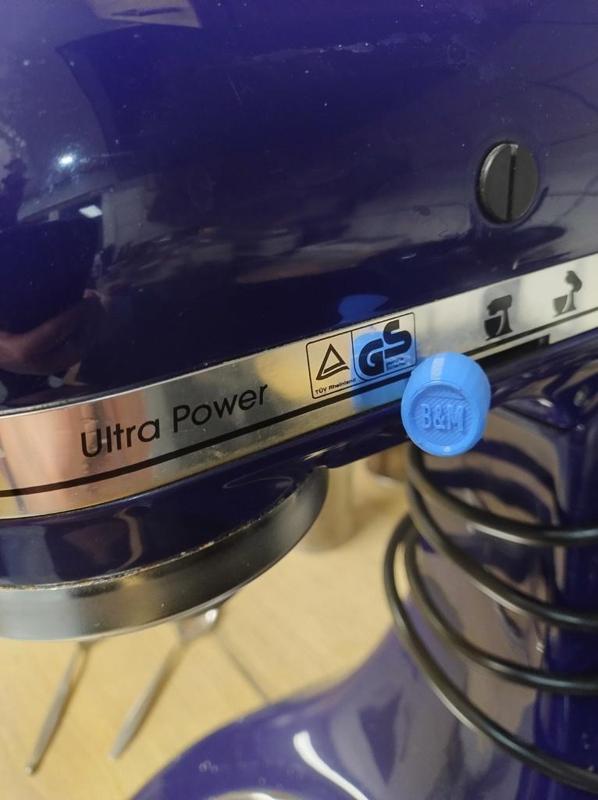 Ultra Power
TÜV Rheinland
GS
B&M